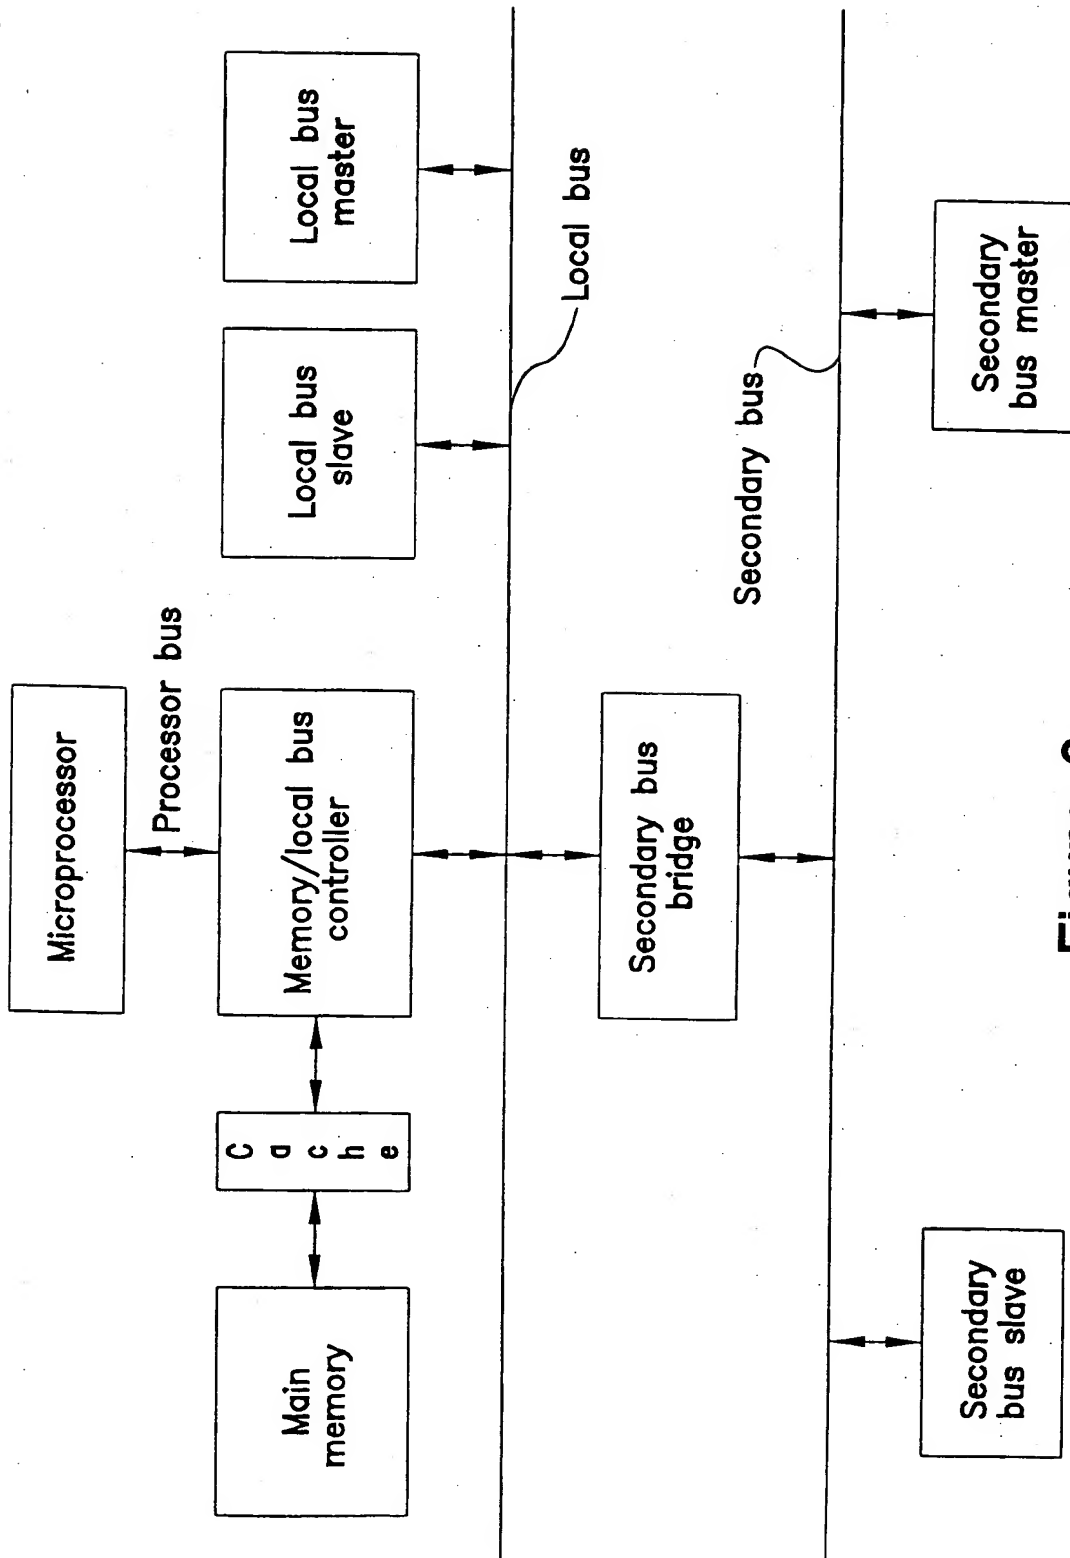 Microprocessor
Processor bus
Main
memory
C
a
c
h
e
Memory/local bus
controller
Local bus
slave
Local bus
master
Local bus
Secondary bus
bridge
Secondary bus
Secondary
bus slave
Secondary
bus master